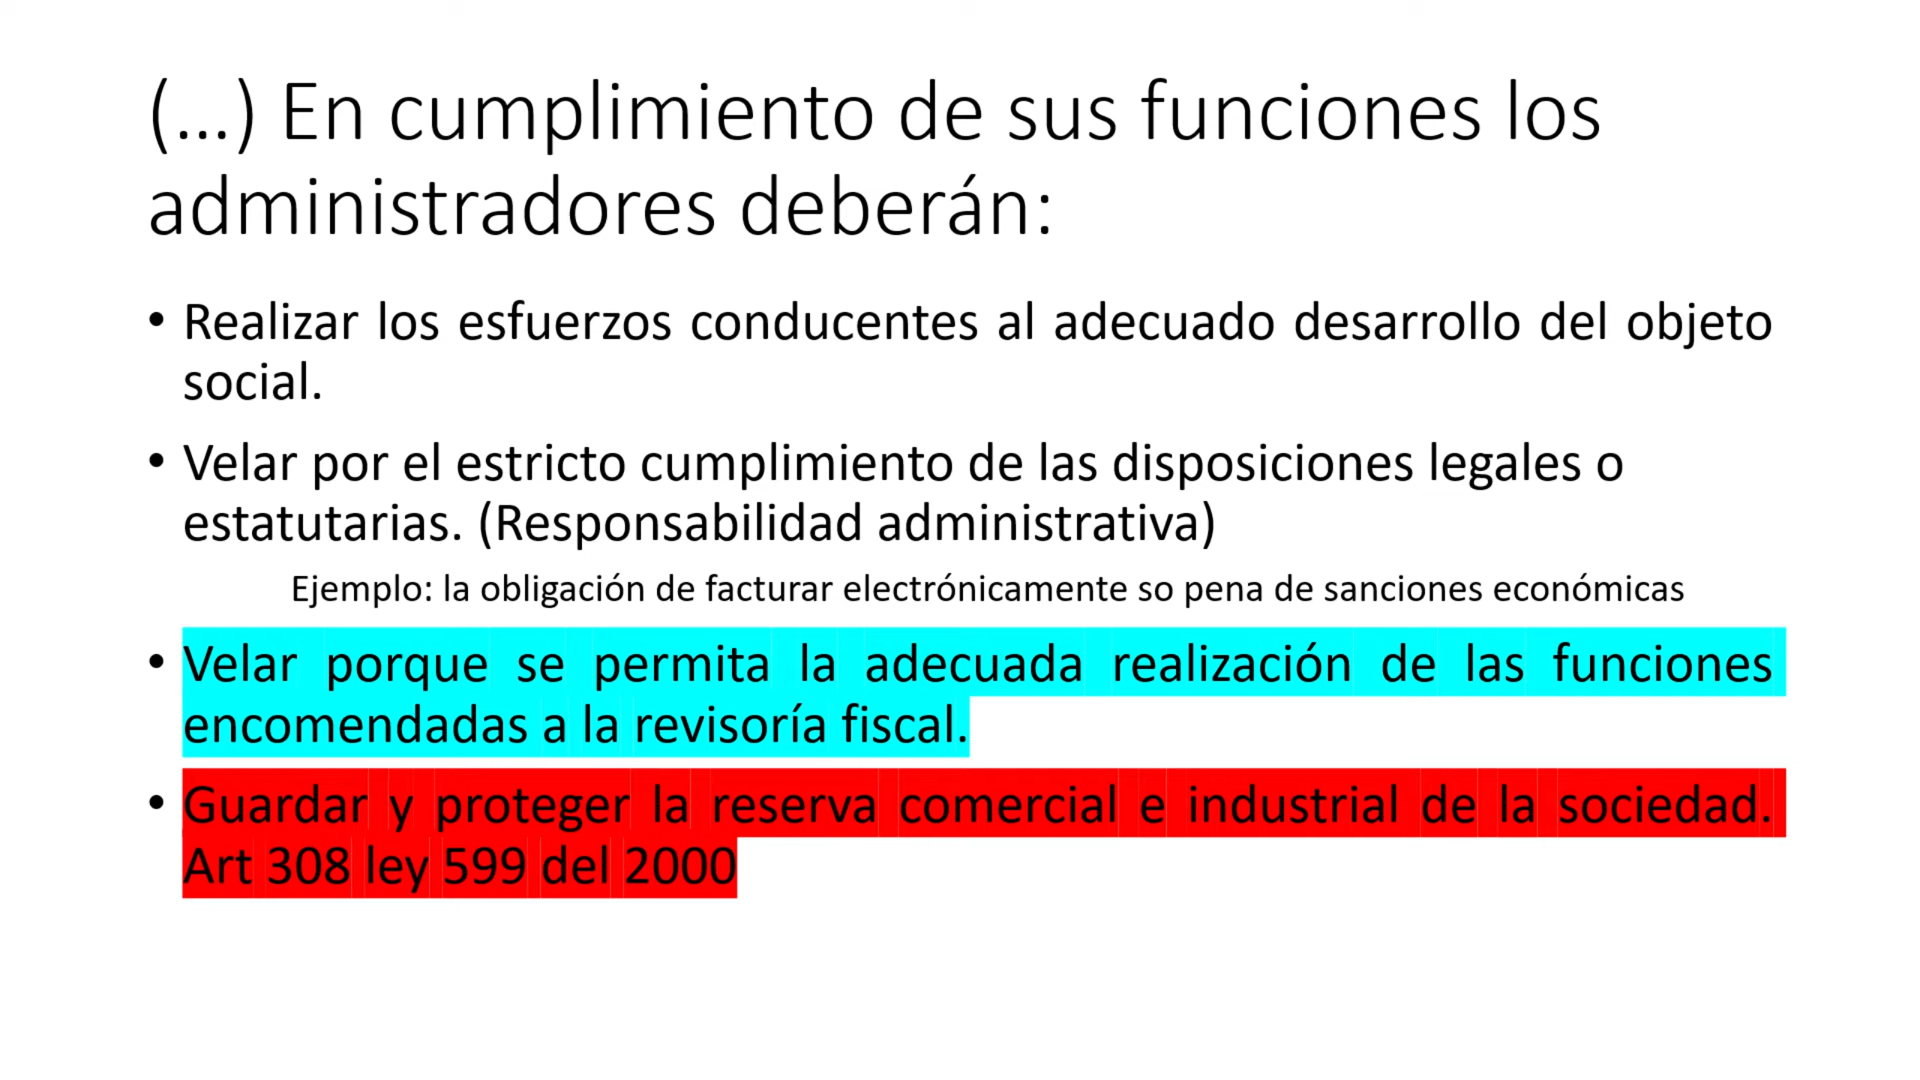 (...) En cumplimiento de sus funciones los
administradores deberán:
• Realizar los esfuerzos conducentes al adecuado desarrollo del objeto
social.
• Velar por el estricto cumplimiento de las disposiciones legales o
estatutarias. (Responsabilidad administrativa)
Ejemplo: la obligación de facturar electrónicamente so pena de sanciones económicas
• Velar porque se permita la adecuada realización de las funciones
encomendadas a la revisoría fiscal.
• Guardar y proteger la reserva comercial e industrial de la sociedad.
Art 308 ley 599 del 2000